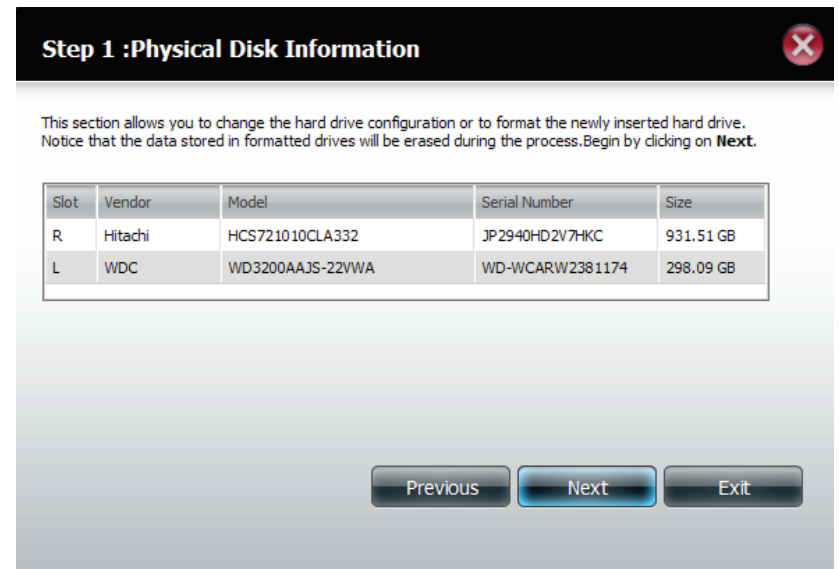 Step 1 :Physical Disk Information
This section allows you to change the hard drive configuration or to format the newly inserted hard drive.
Notice that the data stored in formatted drives will be erased during the process.Begin by clicking on Next.
Slot Vendor Model Serial Number Size
R Hitachi HCS721010CLA332 JP2940HD2V7HKC 931.51 GB
L WDC WD3200AAJS-22VWA WD-WCARW2381174 298.09 GB
Previous Next Exit